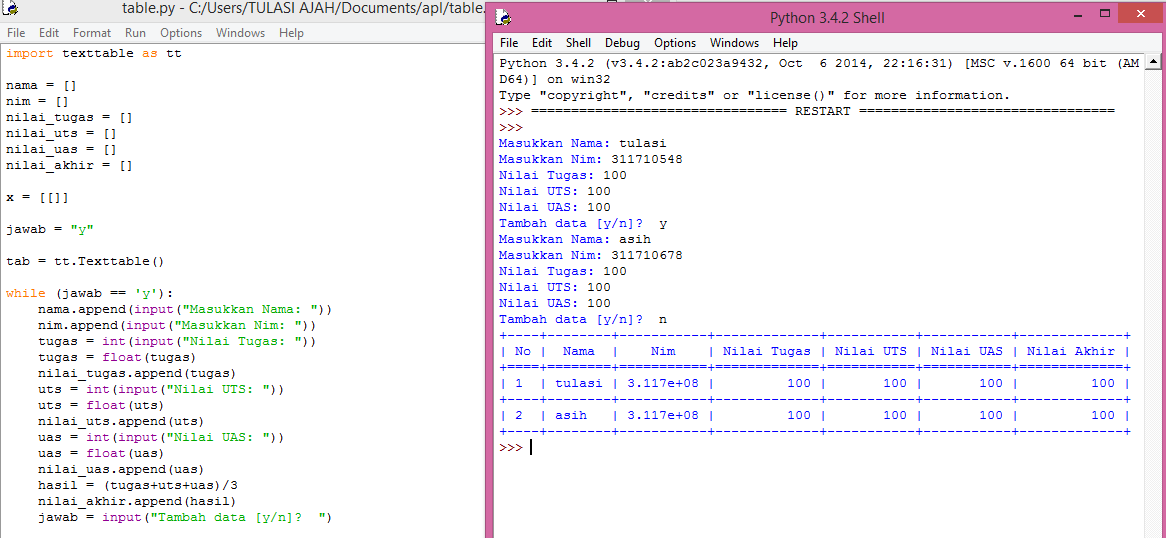 table.py - C:/Users/TULASI AJAH/Documents/apl/table.
File Edit Format Run Options Windows Help
import texttable as tt
nama = []
nim = []
nilai_tugas = []
nilai_uts = []
nilai_uas = []
nilai_akhir = []
x = [[]]
jawab = "y"
tab = tt.Texttable()
while (jawab == 'y'):
    nama.append(input("Masukkan Nama: "))
    nim.append(input("Masukkan Nim: "))
    tugas = int(input("Nilai Tugas: "))
    tugas = float(tugas)
    nilai_tugas.append(tugas)
    uts = int(input("Nilai UTS: "))
    uts = float(uts)
    nilai_uts.append(uts)
    uas = int(input("Nilai UAS: "))
    uas = float(uas)
    nilai_uas.append(uas)
    hasil = (tugas+uts+uas)/3
    nilai_akhir.append(hasil)
    jawab = input("Tambah data [y/n]?  ")
Python 3.4.2 Shell
File Edit Shell Debug Options Windows Help
Python 3.4.2 (v3.4.2:ab2c023a9432, Oct  6 2014, 22:16:31) [MSC v.1600 64 bit (AM
D64)] on win32
Type "copyright", "credits" or "license()" for more information.
>>> ================================ RESTART ================================
>>>
Masukkan Nama: tulasi
Masukkan Nim: 311710548
Nilai Tugas: 100
Nilai UTS: 100
Nilai UAS: 100
Tambah data [y/n]?  y
Masukkan Nama: asih
Masukkan Nim: 311710678
Nilai Tugas: 100
Nilai UTS: 100
Nilai UAS: 100
Tambah data [y/n]?  n
+----+--------+-----------+-------------+-----------+-----------+-------------+
| No |  Nama  |    Nim    | Nilai Tugas | Nilai UTS | Nilai UAS | Nilai Akhir |
+====+========+===========+=============+===========+===========+=============+
| 1  | tulasi | 3.117e+08 |         100 |       100 |       100 |         100 |
+----+--------+-----------+-------------+-----------+-----------+-------------+
| 2  | asih   | 3.117e+08 |         100 |       100 |       100 |         100 |
+----+--------+-----------+-------------+-----------+-----------+-------------+
>>>